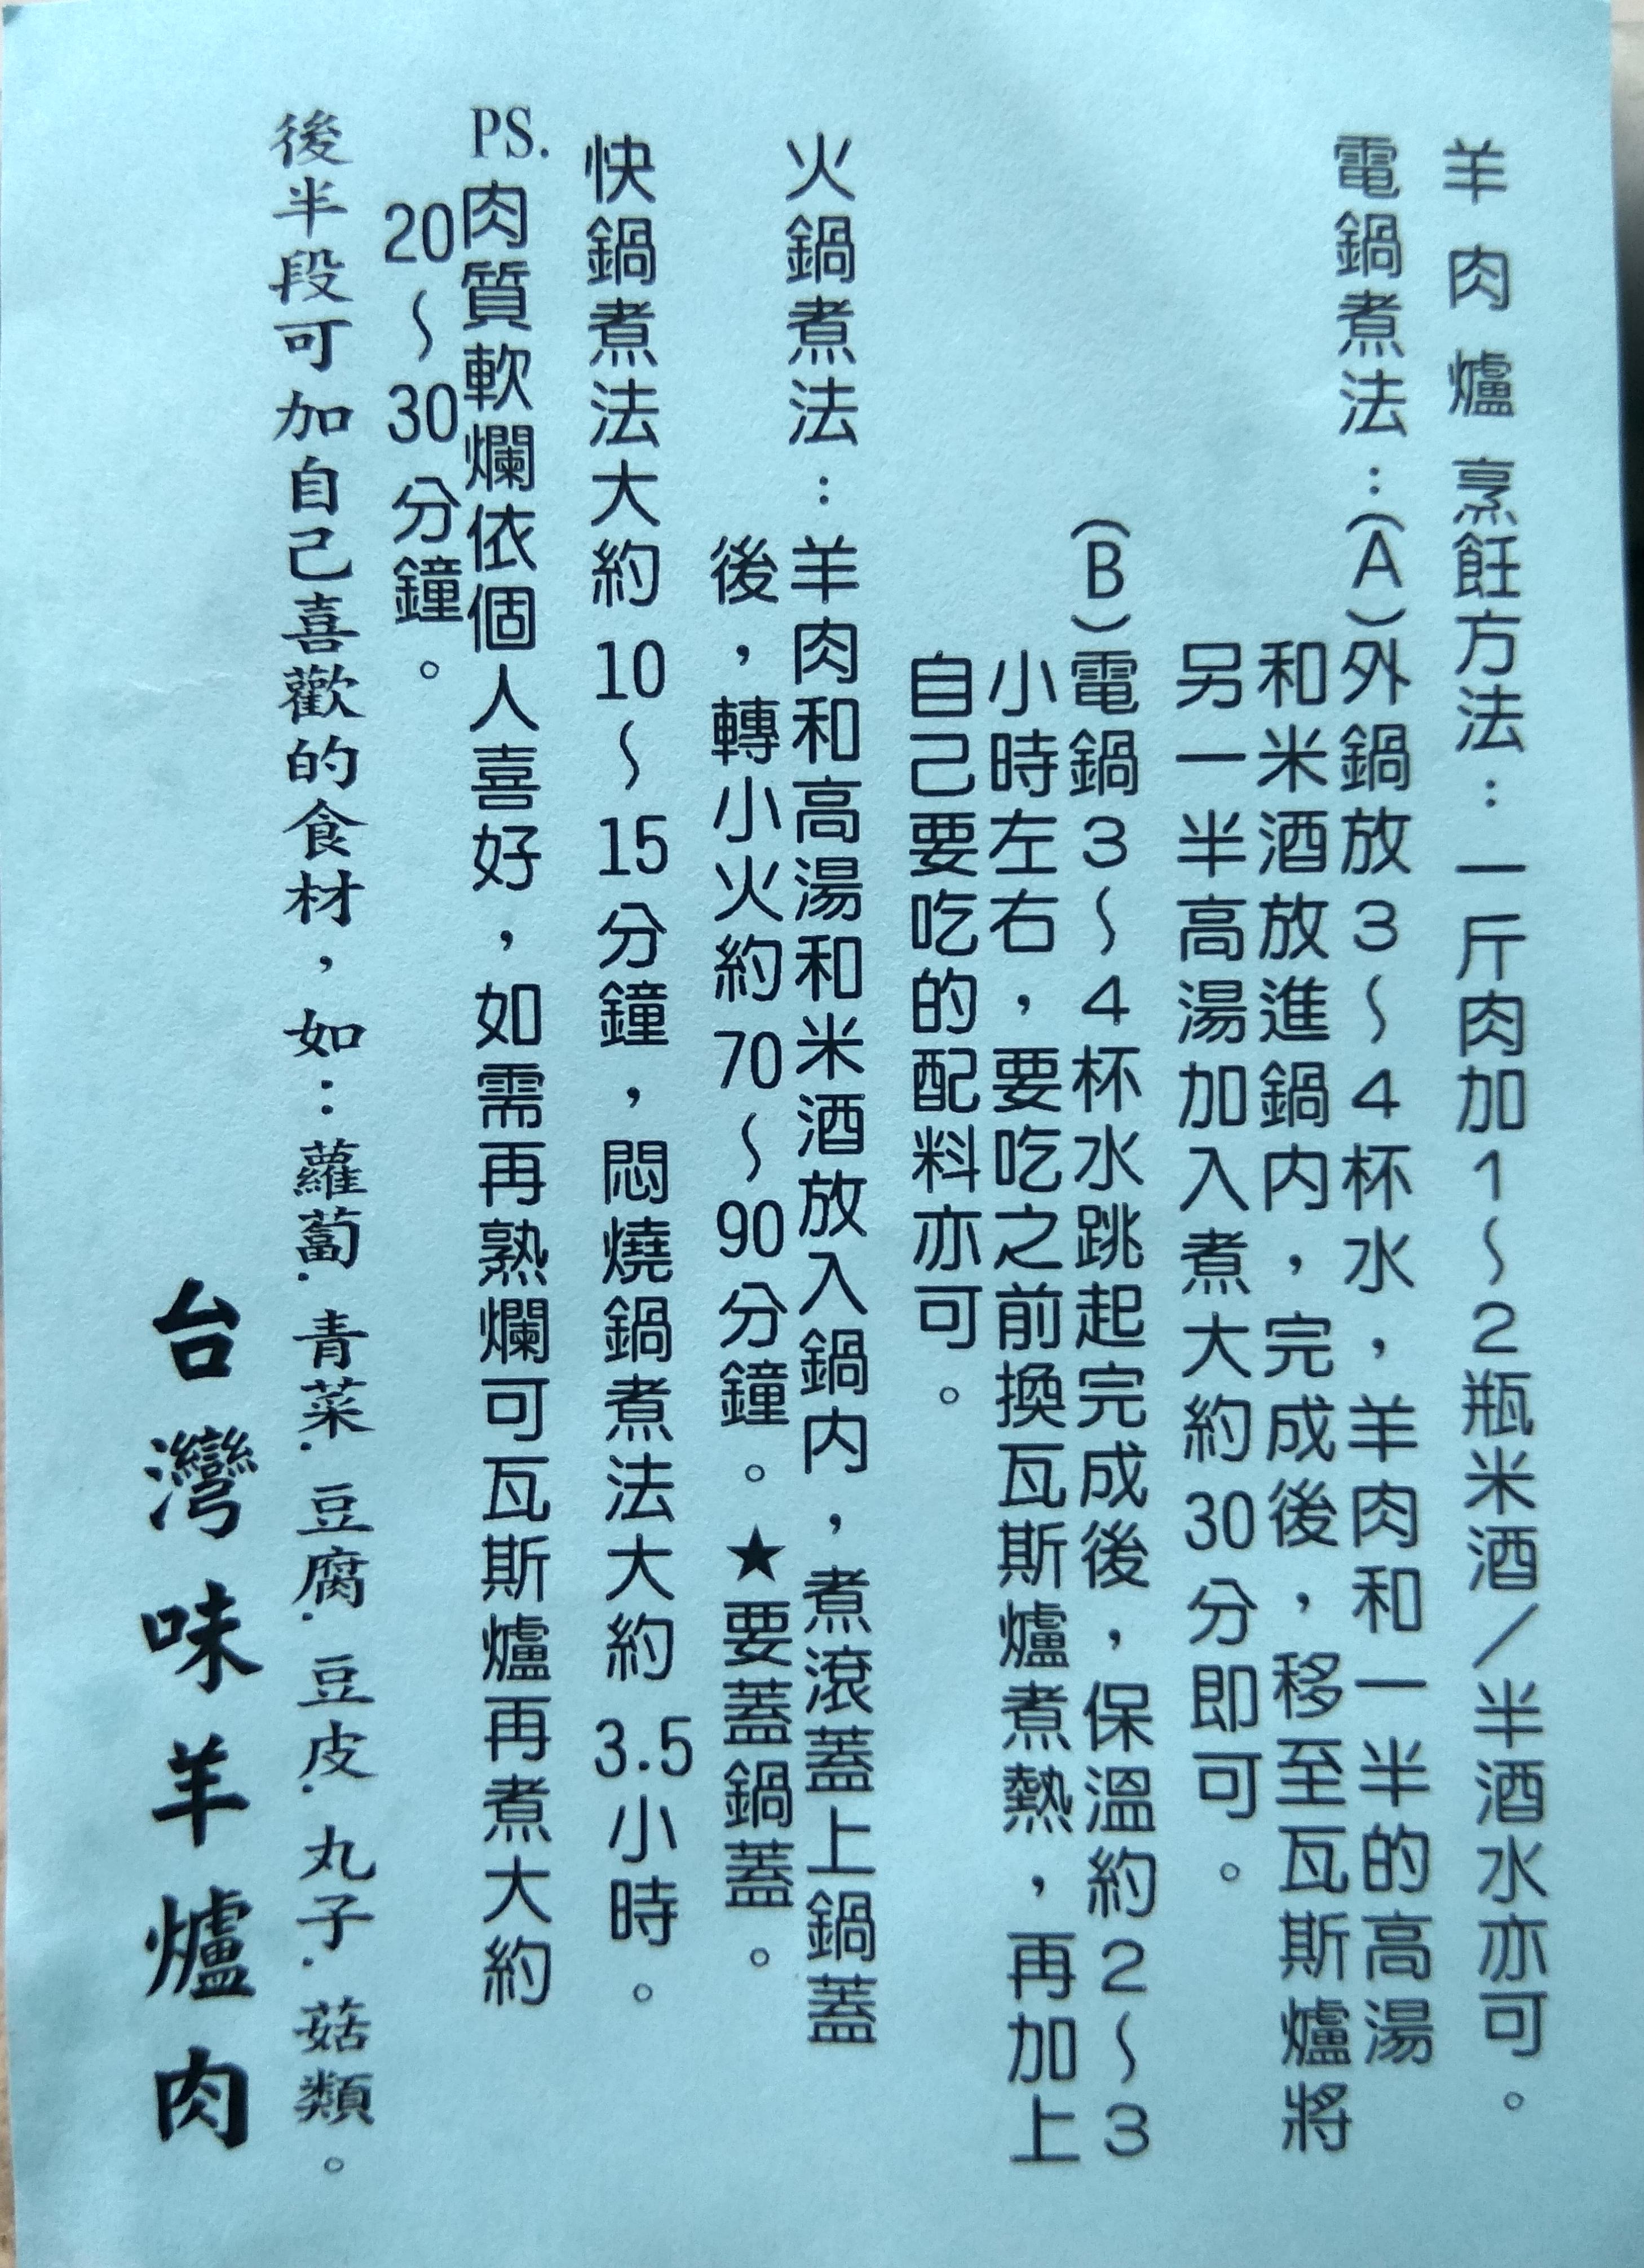 羊肉爐烹飪方法：一斤肉加1～2瓶米酒／半酒水亦可。
電鍋煮法：(A)外鍋放3～4杯水，羊肉和一半的高湯
和米酒放進鍋內，完成後，移至瓦斯爐將
另一半高湯加入煮大約30分即可。
(B)電鍋3～4杯水跳起完成後，保溫約2～3
小時左右，要吃之前換瓦斯爐煮熱，再加上
自己要吃的配料亦可。
火鍋煮法：羊肉和高湯和米酒放入鍋內，煮滾蓋上鍋蓋
後，轉小火約70～90分鐘。★要蓋鍋蓋。
快鍋煮法大約10～15分鐘，悶燒鍋煮法大約3.5小時。
PS.肉質軟爛依個人喜好，如需再熟爛可瓦斯爐再煮大約
20～30分鐘。
後半段可加自己喜歡的食材，如：蘿蔔.青菜.豆腐.豆皮.丸子.菇類。
台灣味羊爐肉